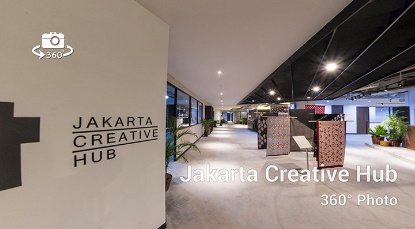 360°
JAKARTA
CREATIVE
HUB
Jakarta Creative Hub
360° Photo